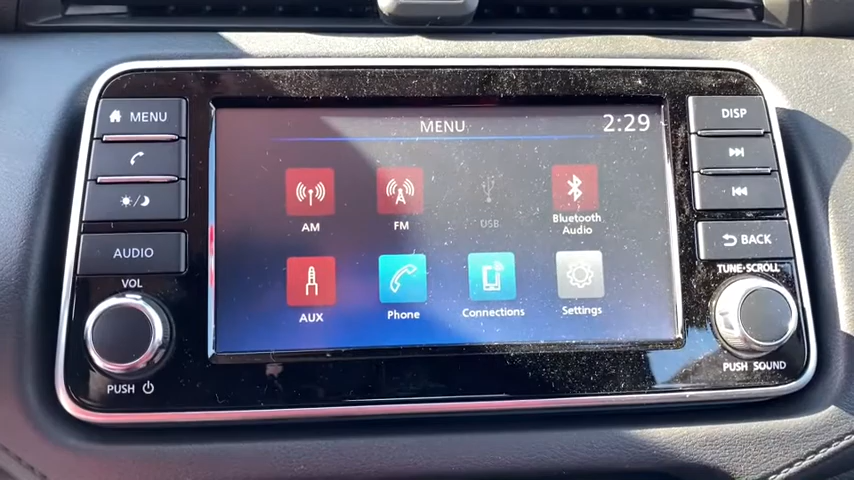 MENU
AUDIO
VOL
PUSH
MENU
2:29
AM
FM
USB
Bluetooth
Audio
AUX
Phone
Connections
Settings
DISP
BACK
TUNE·SCROLL
PUSH SOUND